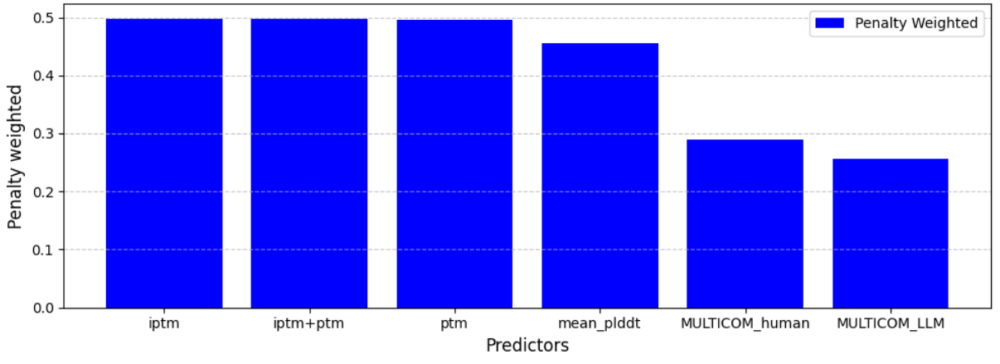 Penalty Weighted
Penalty weighted
0.5
0.4
0.3
0.2
0.1
0.0
iptm
iptm+ptm
ptm
mean_plddt
MULTICOM_human
MULTICOM_LLM
Predictors